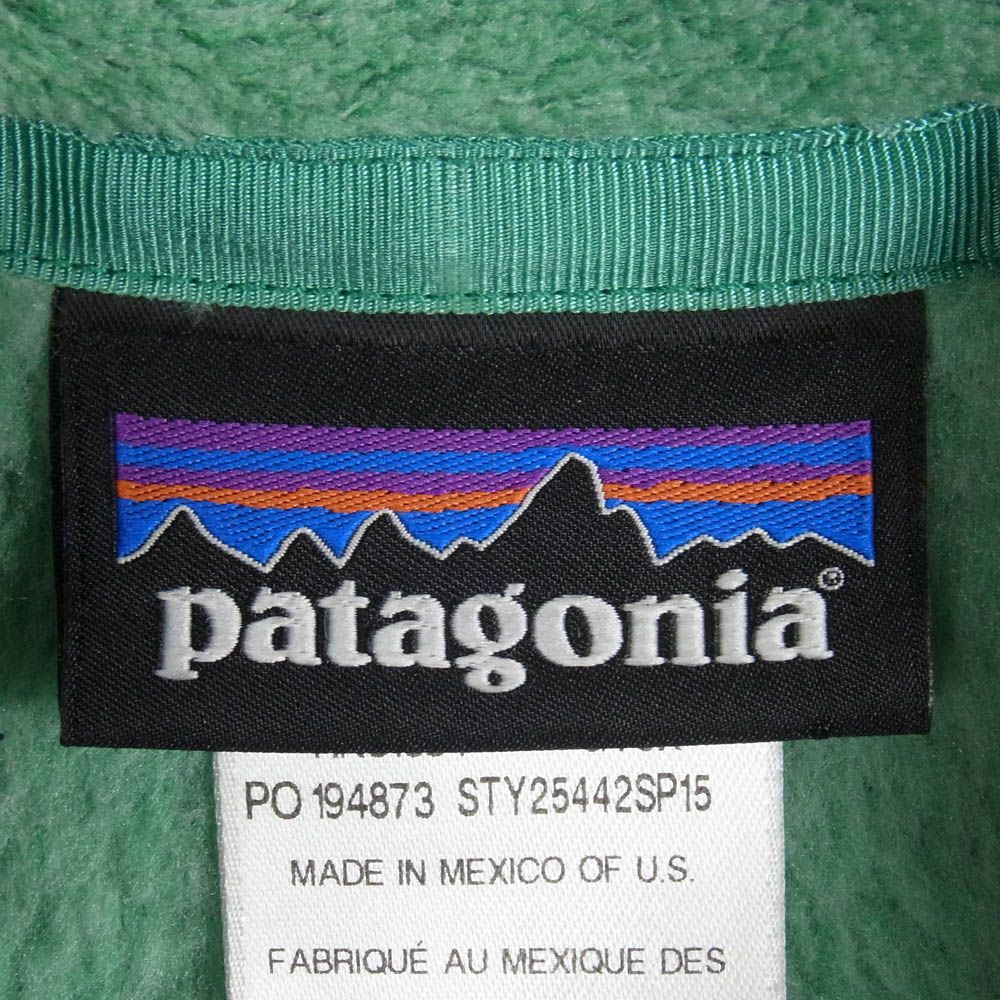 patagonia®
PO 194873 STY25442SP15
MADE IN MEXICO OF U.S.
FABRIQUÉ AU MEXIQUE DES